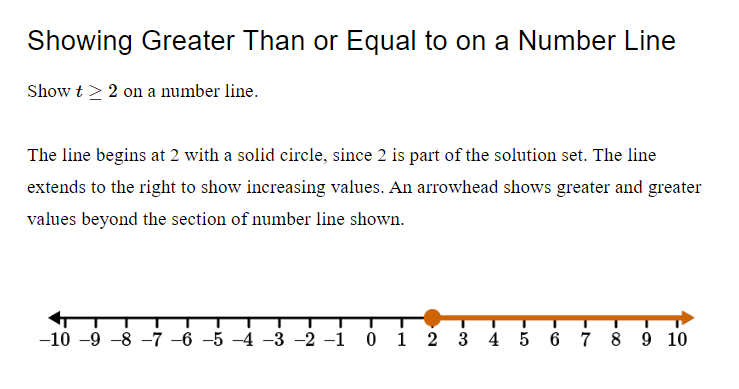 Showing Greater Than or Equal to on a Number Line
Show t ≥ 2 on a number line.
The line begins at 2 with a solid circle, since 2 is part of the solution set. The line
extends to the right to show increasing values. An arrowhead shows greater and greater
values beyond the section of number line shown.
−10 −9 −8 −7 −6 −5 −4 −3 −2 −1 0 1 2 3 4 5 6 7 8 9 10